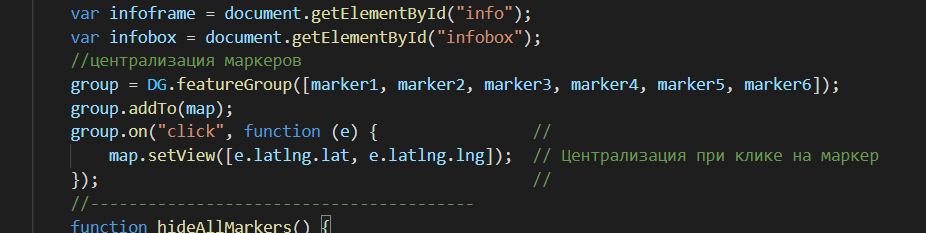 var infoframe = document.getElementById("info");
var infobox = document.getElementById("infobox");
//централизация маркеров
group = DG.featureGroup([marker1, marker2, marker3, marker4, marker5, marker6]);
group.addTo(map);
group.on("click", function (e) { //
map.setView([e.latlng.lat, e.latlng.lng]); // Централизация при клике на маркер
}); //
//----------------------------------------
function hideAllMarkers() {